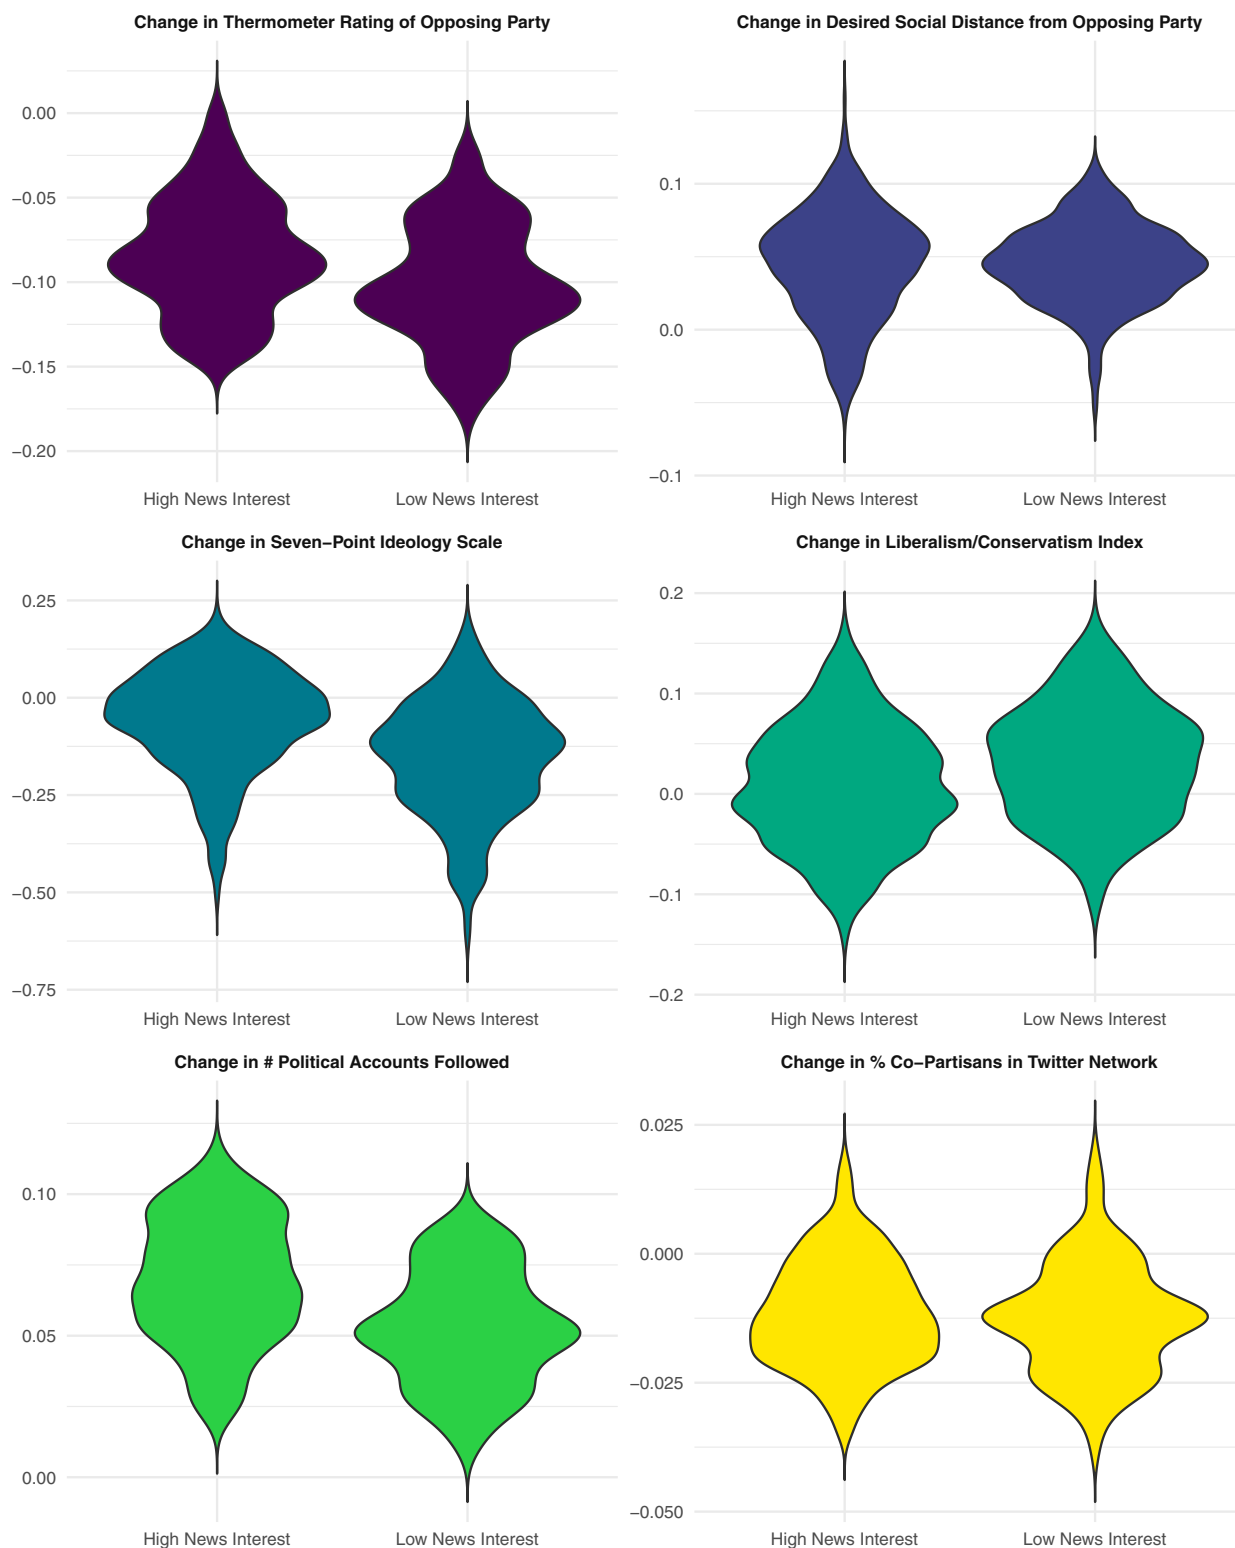 Change in Thermometer Rating of Opposing Party
0.00
−0.05
−0.10
−0.15
−0.20
High News Interest
Low News Interest
Change in Desired Social Distance from Opposing Party
0.1
0.0
−0.1
High News Interest
Low News Interest
Change in Seven−Point Ideology Scale
0.25
0.00
−0.25
−0.50
−0.75
High News Interest
Low News Interest
Change in Liberalism/Conservatism Index
0.2
0.1
0.0
−0.1
−0.2
High News Interest
Low News Interest
Change in # Political Accounts Followed
0.10
0.05
0.00
High News Interest
Low News Interest
Change in % Co−Partisans in Twitter Network
0.025
0.000
−0.025
−0.050
High News Interest
Low News Interest